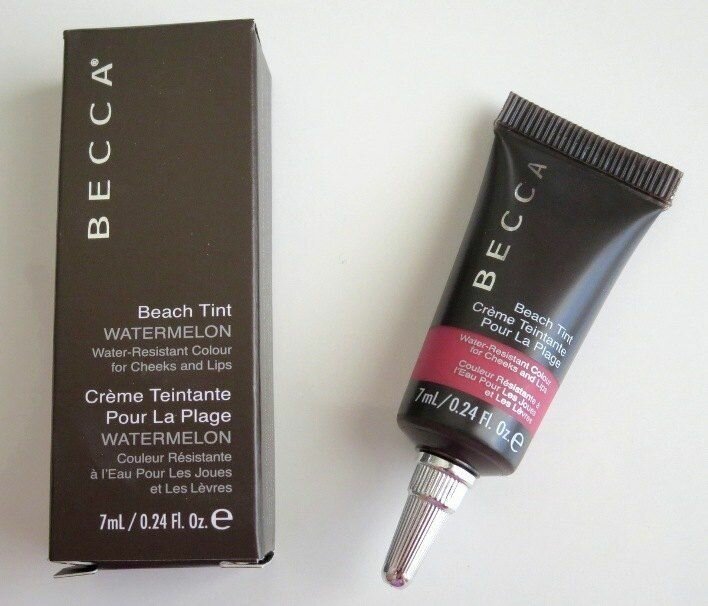 BECCA®
Beach Tint
WATERMELON
Water-Resistant Colour
for Cheeks and Lips
Crème Teintante
Pour La Plage
WATERMELON
Couleur Résistante
à l'Eau Pour Les Joues
et Les Lèvres
7mL / 0.24 Fl. Oz. ℮
BECCA
Beach Tint
Crème Teintante
Pour La Plage
Water-Resistant Colour
for Cheeks and Lips
Couleur Résistante à
l'Eau Pour Les Joues
et Les Lèvres
7mL / 0.24 Fl. Oz. ℮